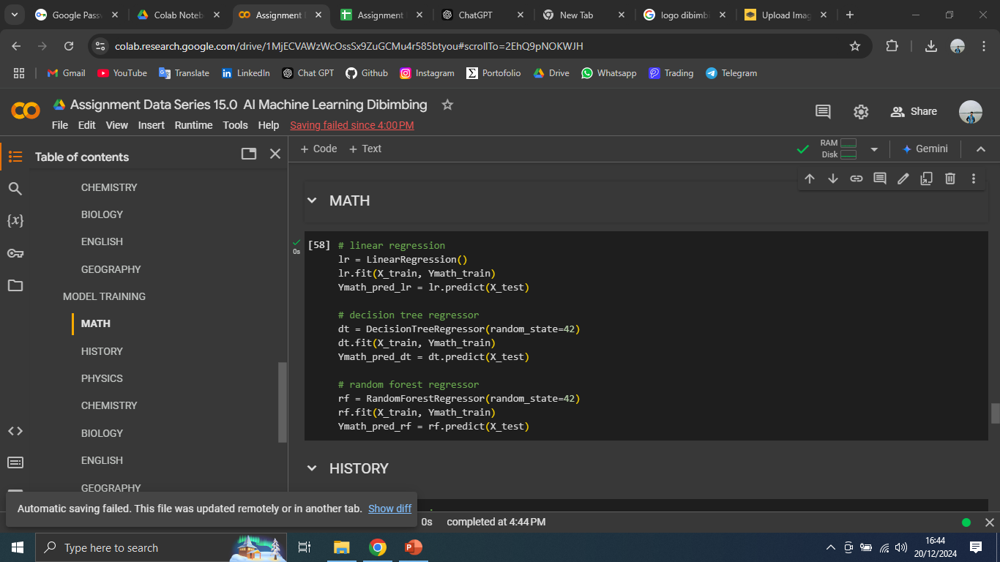 Google Passw
Colab Noteb
Assignment
Assignment
ChatGPT
New Tab
logo dibimbi
Upload Imag
colab.research.google.com/drive/1MjECVAWzWcOssSx9ZuGCMu4r585btyou#scrollTo=2EhQ9pNOKWJH
Gmail
YouTube
Translate
LinkedIn
Chat GPT
Github
Instagram
Portofolio
Drive
Whatsapp
Trading
Telegram
Assignment Data Series 15.0 AI Machine Learning Dibimbing
File Edit View Insert Runtime Tools Help Saving failed since 4:00 PM
Share
Table of contents
+ Code + Text
RAM
Disk
Gemini
CHEMISTRY
BIOLOGY
ENGLISH
GEOGRAPHY
MODEL TRAINING
MATH
HISTORY
PHYSICS
CHEMISTRY
BIOLOGY
ENGLISH
GEOGRAPHY
MATH
[58] # linear regression
0s
lr = LinearRegression()
lr.fit(X_train, Ymath_train)
Ymath_pred_lr = lr.predict(X_test)
# decision tree regressor
dt = DecisionTreeRegressor(random_state=42)
dt.fit(X_train, Ymath_train)
Ymath_pred_dt = dt.predict(X_test)
# random forest regressor
rf = RandomForestRegressor(random_state=42)
rf.fit(X_train, Ymath_train)
Ymath_pred_rf = rf.predict(X_test)
HISTORY
Automatic saving failed. This file was updated remotely or in another tab. Show diff
0s completed at 4:44 PM
Type here to search
16:44
20/12/2024